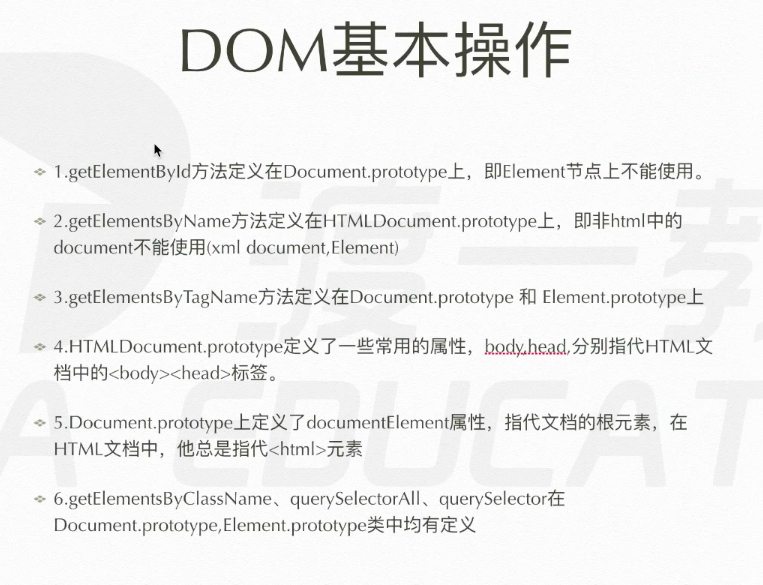 DOM基本操作
1.getElementById方法定义在Document.prototype上，即Element节点上不能使用。
2.getElementsByName方法定义在HTMLDocument.prototype上，即非html中的
document不能使用(xml document,Element)
3.getElementsByTagName方法定义在Document.prototype 和 Element.prototype上
4.HTMLDocument.prototype定义了一些常用的属性，body,head,分别指代HTML文
档中的<body><head>标签。
5.Document.prototype上定义了documentElement属性，指代文档的根元素，在
HTML文档中，他总是指代<html>元素
6.getElementsByClassName、querySelectorAll、querySelector在
Document.prototype,Element.prototype类中均有定义
渡一教
A EDUCAT